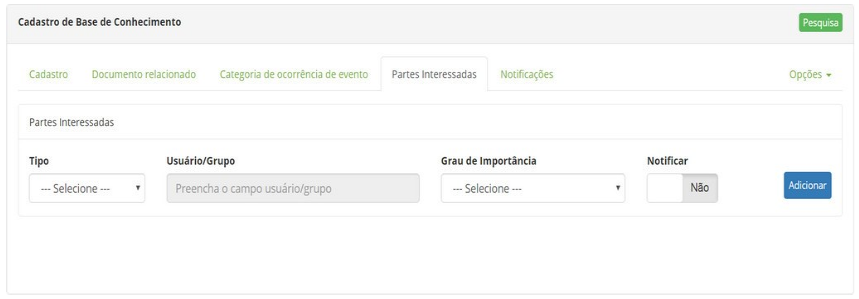 Cadastro de Base de Conhecimento
Pesquisa
Cadastro Documento relacionado Categoria de ocorrência de evento Partes Interessadas Notificações Opções
Partes Interessadas
Tipo Usuário/Grupo Grau de Importância Notificar
--- Selecione --- Preencha o campo usuário/grupo --- Selecione --- Não Adicionar